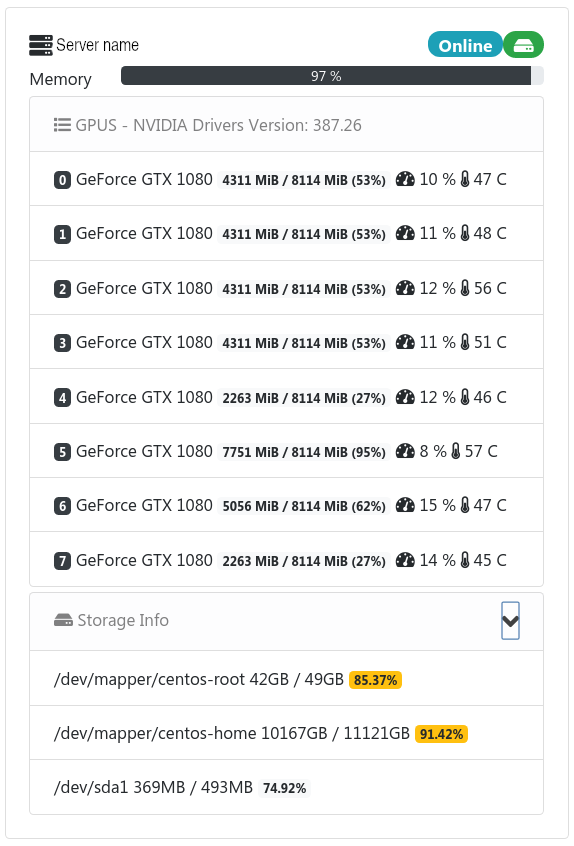 Server name Online
Memory 97 %
GPUS - NVIDIA Drivers Version: 387.26
0 GeForce GTX 1080 4311 MiB / 8114 MiB (53%) 10 % 47 C
1 GeForce GTX 1080 4311 MiB / 8114 MiB (53%) 11 % 48 C
2 GeForce GTX 1080 4311 MiB / 8114 MiB (53%) 12 % 56 C
3 GeForce GTX 1080 4311 MiB / 8114 MiB (53%) 11 % 51 C
4 GeForce GTX 1080 2263 MiB / 8114 MiB (27%) 12 % 46 C
5 GeForce GTX 1080 7751 MiB / 8114 MiB (95%) 8 % 57 C
6 GeForce GTX 1080 5056 MiB / 8114 MiB (62%) 15 % 47 C
7 GeForce GTX 1080 2263 MiB / 8114 MiB (27%) 14 % 45 C
Storage Info
/dev/mapper/centos-root 42GB / 49GB 85.37%
/dev/mapper/centos-home 10167GB / 11121GB 91.42%
/dev/sda1 369MB / 493MB 74.92%